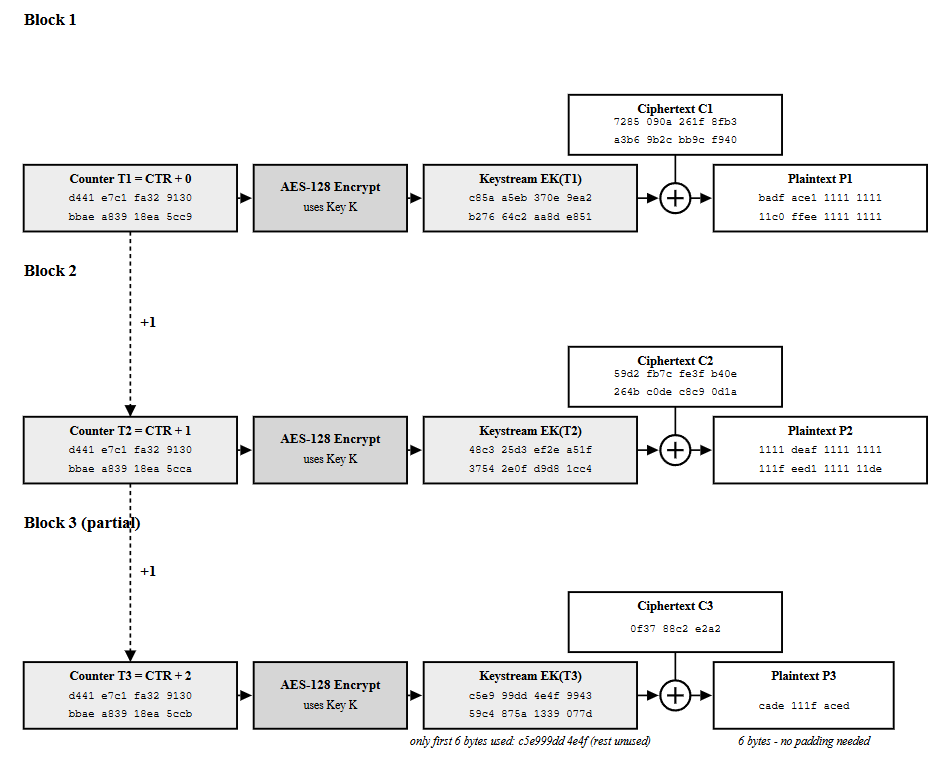 Block 1
Ciphertext C1
7285 090a 261f 8fb3
a3b6 9b2c bb9c f940
Counter T1 = CTR + 0
d441 e7c1 fa32 9130
bbae a839 18ea 5cc9
AES-128 Encrypt
uses Key K
Keystream EK(T1)
c85a a5eb 370e 9ea2
b276 64c2 aa8d e851
Plaintext P1
badf ace1 1111 1111
11c0 ffee 1111 1111
Block 2
+1
Ciphertext C2
59d2 fb7c fe3f b40e
264b c0de c8c9 0d1a
Counter T2 = CTR + 1
d441 e7c1 fa32 9130
bbae a839 18ea 5cca
AES-128 Encrypt
uses Key K
Keystream EK(T2)
48c3 25d3 ef2e a51f
3754 2e0f d9d8 1cc4
Plaintext P2
1111 deaf 1111 1111
111f eed1 1111 11de
Block 3 (partial)
+1
Ciphertext C3
0f37 88c2 e2a2
Counter T3 = CTR + 2
d441 e7c1 fa32 9130
bbae a839 18ea 5ccb
AES-128 Encrypt
uses Key K
Keystream EK(T3)
c5e9 99dd 4e4f 9943
59c4 875a 1339 077d
Plaintext P3
cade 111f aced
only first 6 bytes used: c5e999dd 4e4f (rest unused)
6 bytes - no padding needed